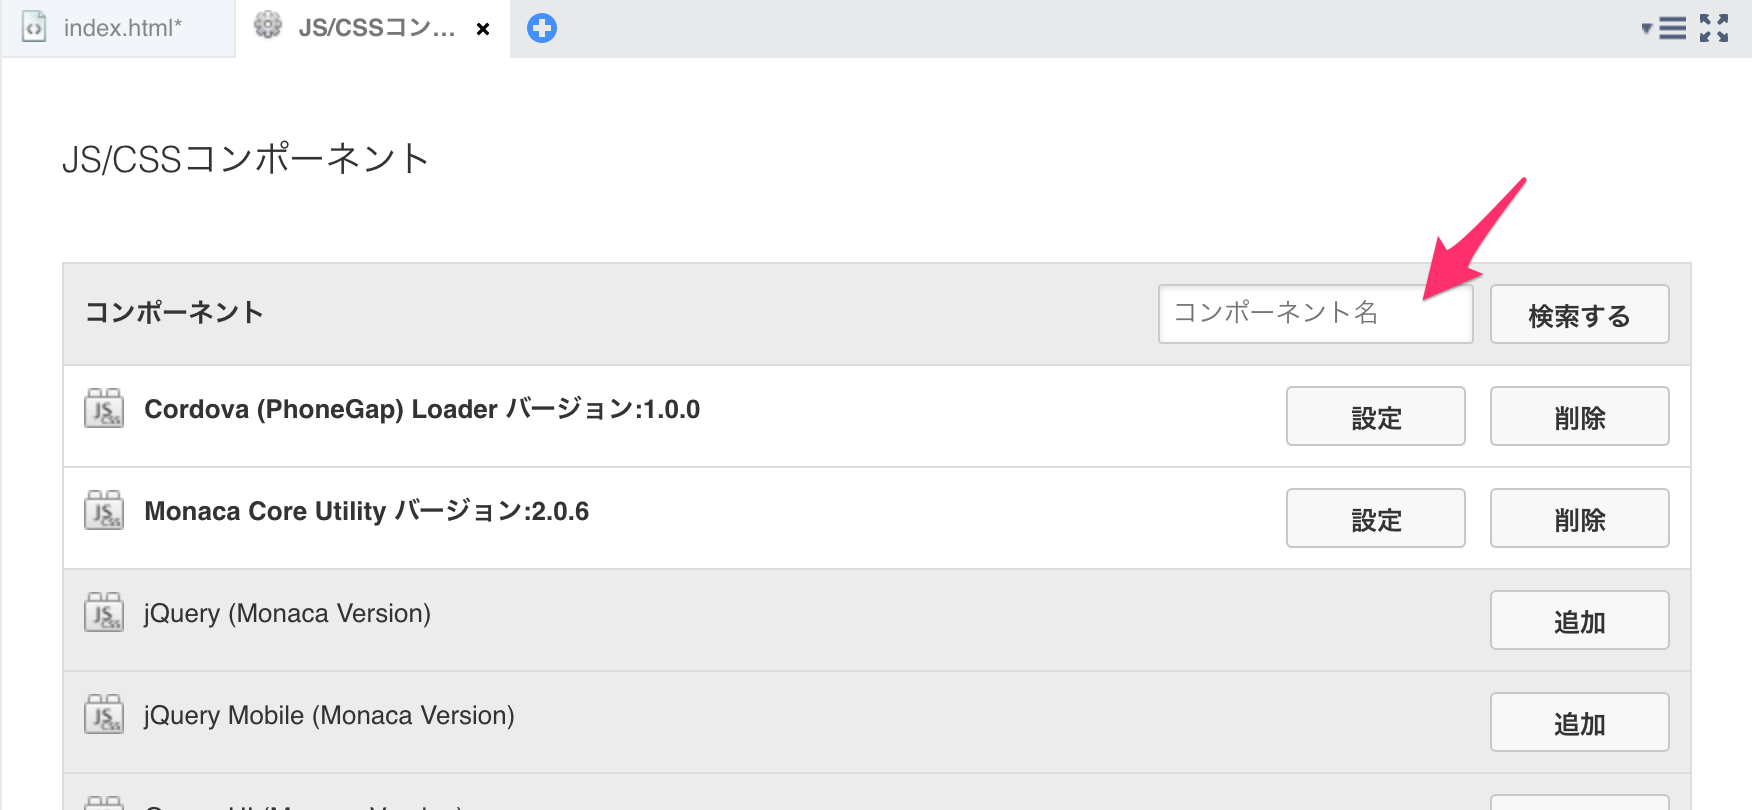 index.html*
JS/CSSコン...
JS/CSSコンポーネント
コンポーネント
コンポーネント名
検索する
Cordova (PhoneGap) Loader バージョン:1.0.0
設定
削除
Monaca Core Utility バージョン:2.0.6
設定
削除
jQuery (Monaca Version)
追加
jQuery Mobile (Monaca Version)
追加